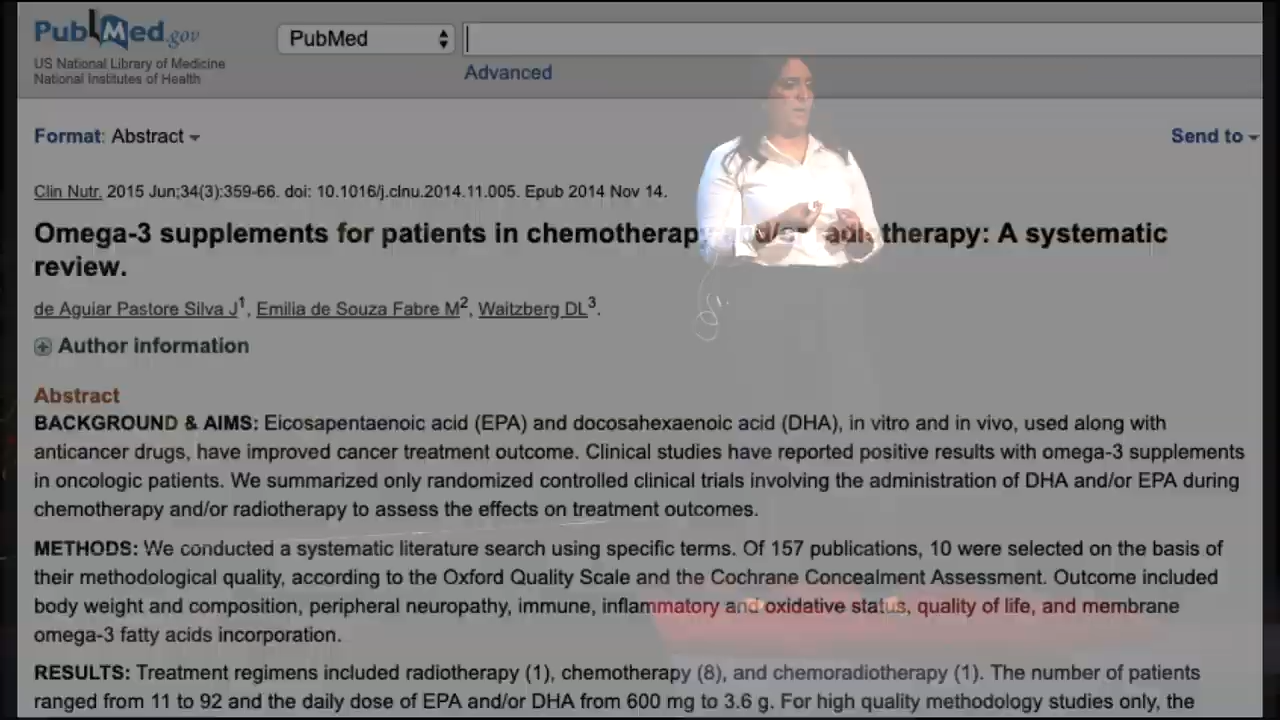 PubMed.gov
US National Library of Medicine
National Institutes of Health
PubMed
Advanced
Format: Abstract
Send to
Clin Nutr. 2015 Jun;34(3):359-66. doi: 10.1016/j.clnu.2014.11.005. Epub 2014 Nov 14.
Omega-3 supplements for patients in chemotherapy and/or radiotherapy: A systematic
review.
de Aguiar Pastore Silva J1, Emilia de Souza Fabre M2, Waitzberg DL3.
Author information
Abstract
BACKGROUND & AIMS: Eicosapentaenoic acid (EPA) and docosahexaenoic acid (DHA), in vitro and in vivo, used along with
anticancer drugs, have improved cancer treatment outcome. Clinical studies have reported positive results with omega-3 supplements
in oncologic patients. We summarized only randomized controlled clinical trials involving the administration of DHA and/or EPA during
chemotherapy and/or radiotherapy to assess the effects on treatment outcomes.
METHODS: We conducted a systematic literature search using specific terms. Of 157 publications, 10 were selected on the basis of
their methodological quality, according to the Oxford Quality Scale and the Cochrane Concealment Assessment. Outcome included
body weight and composition, peripheral neuropathy, immune, inflammatory and oxidative status, quality of life, and membrane
omega-3 fatty acids incorporation.
RESULTS: Treatment regimens included radiotherapy (1), chemotherapy (8), and chemoradiotherapy (1). The number of patients
ranged from 11 to 92 and the daily dose of EPA and/or DHA from 600 mg to 3.6 g. For high quality methodology studies only, the